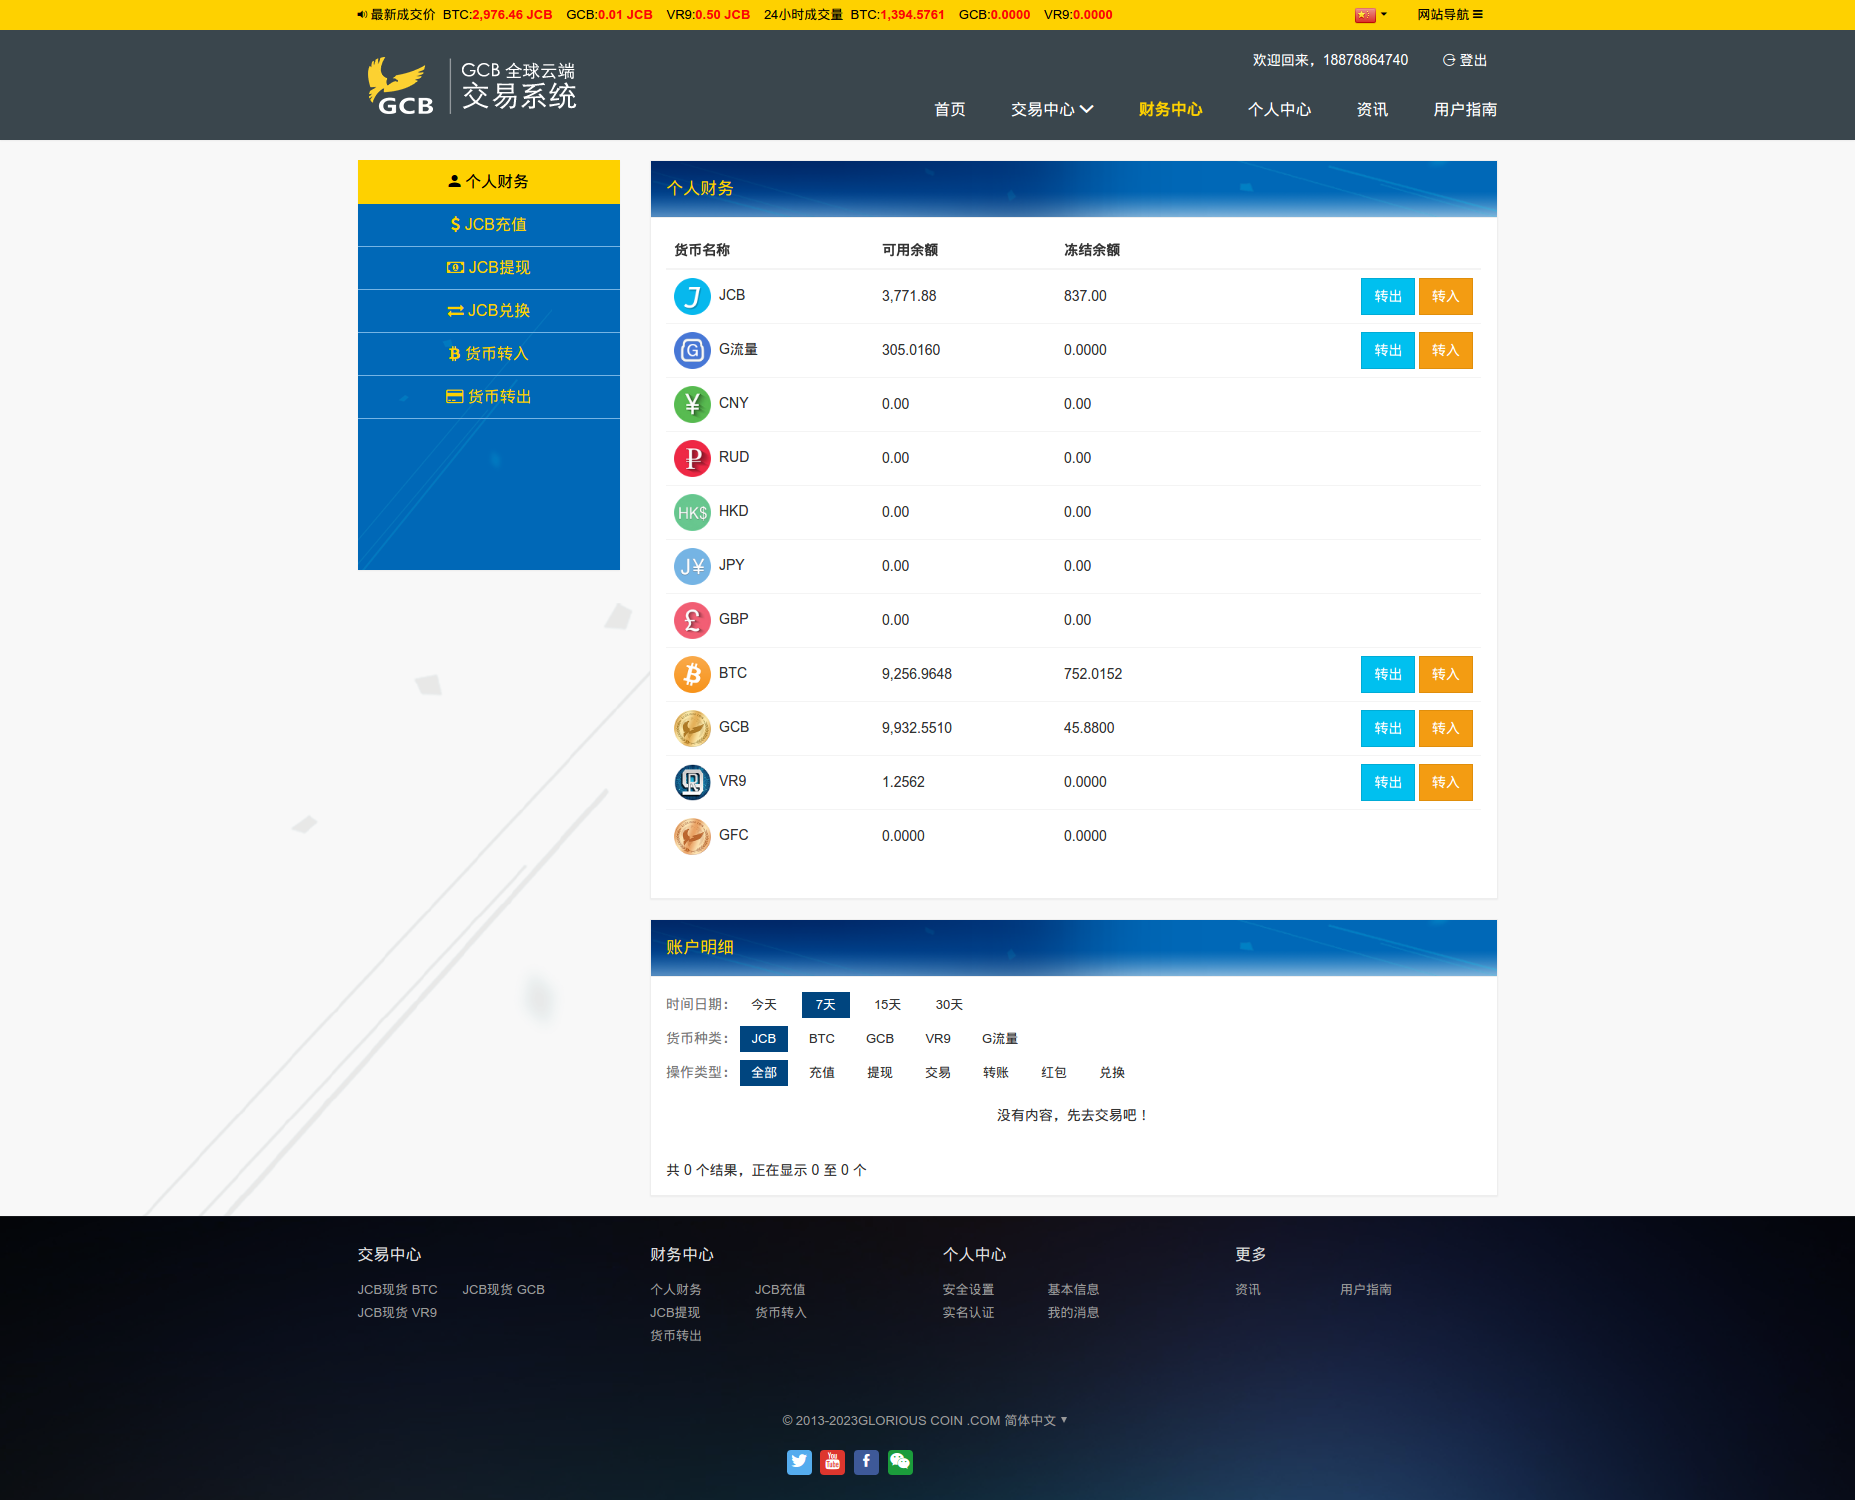 最新成交价 BTC:2,976.46 JCB GCB:0.01 JCB VR9:0.50 JCB 24小时成交量 BTC:1,394.5761 GCB:0.0000 VR9:0.0000 网站导航
欢迎回来，18878864740 登出
GCB
GCB 全球云端
交易系统
首页 交易中心 财务中心 个人中心 资讯 用户指南
个人财务
JCB充值
JCB提现
JCB兑换
货币转入
货币转出
个人财务
货币名称 可用余额 冻结余额
JCB 3,771.88 837.00 转出 转入
G流量 305.0160 0.0000 转出 转入
CNY 0.00 0.00
RUD 0.00 0.00
HK$ HKD 0.00 0.00
J¥ JPY 0.00 0.00
GBP 0.00 0.00
BTC 9,256.9648 752.0152 转出 转入
GCB 9,932.5510 45.8800 转出 转入
VR9 1.2562 0.0000 转出 转入
GFC 0.0000 0.0000
账户明细
时间日期： 今天 7天 15天 30天
货币种类： JCB BTC GCB VR9 G流量
操作类型： 全部 充值 提现 交易 转账 红包 兑换
没有内容，先去交易吧！
共 0 个结果，正在显示 0 至 0 个
交易中心 财务中心 个人中心 更多
JCB现货 BTC JCB现货 GCB 个人财务 JCB充值 安全设置 基本信息 资讯 用户指南
JCB现货 VR9 JCB提现 货币转入 实名认证 我的消息
货币转出
© 2013-2023GLORIOUS COIN .COM 简体中文
You Tube